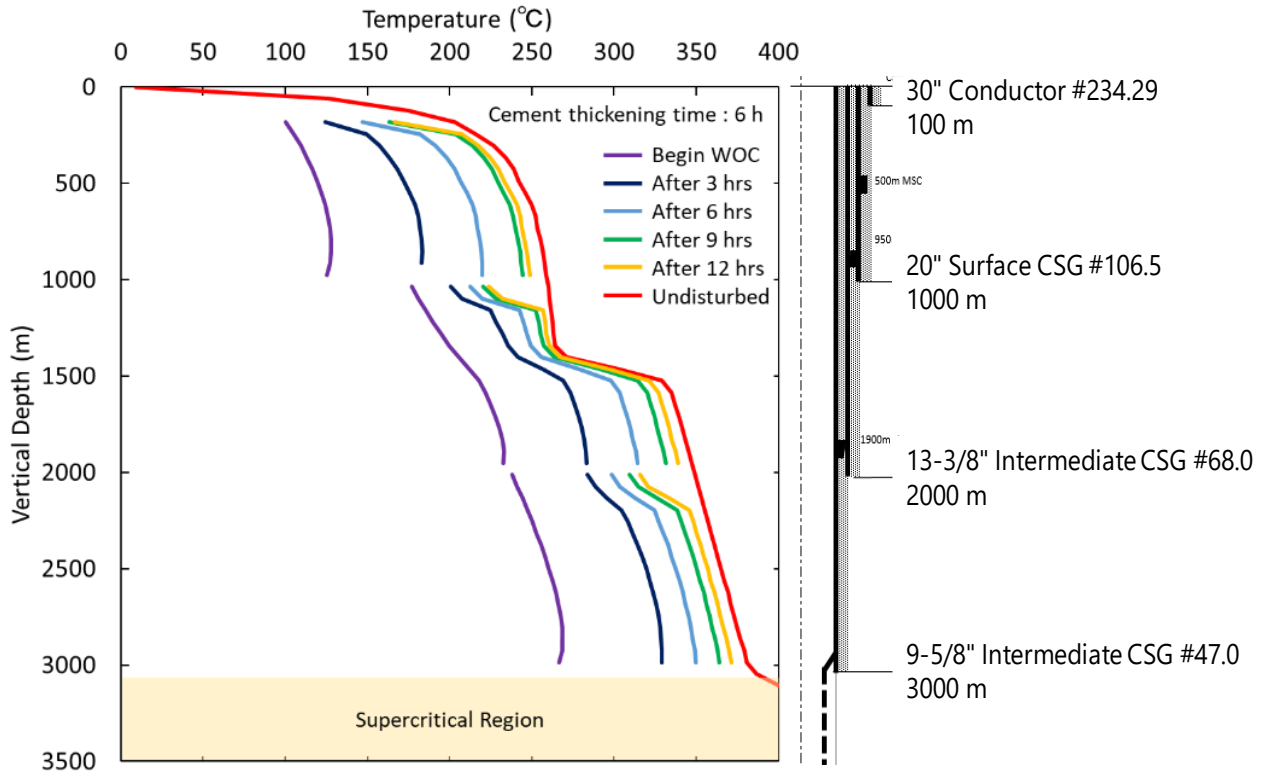 Temperature (℃)
0 50 100 150 200 250 300 350 400
0
500
1000
1500
2000
2500
3000
3500
Vertical Depth (m)
Cement thickening time : 6 h
Begin WOC
After 3 hrs
After 6 hrs
After 9 hrs
After 12 hrs
Undisturbed
Supercritical Region
30" Conductor #234.29
100 m
500m MSC
950
20" Surface CSG #106.5
1000 m
1900m
13-3/8" Intermediate CSG #68.0
2000 m
9-5/8" Intermediate CSG #47.0
3000 m